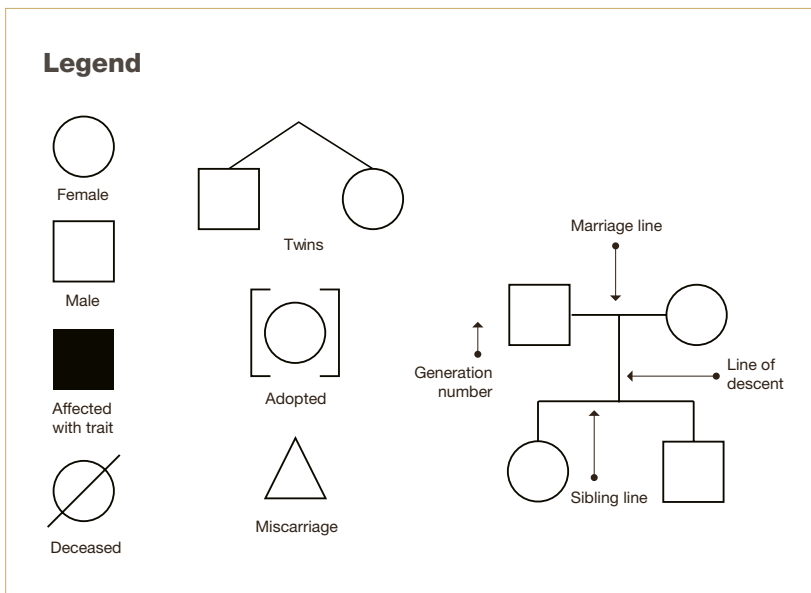 Legend
Female
Male
Affected
with trait
Deceased
Twins
Adopted
Miscarriage
Marriage line
Generation
number
Line of
descent
Sibling line